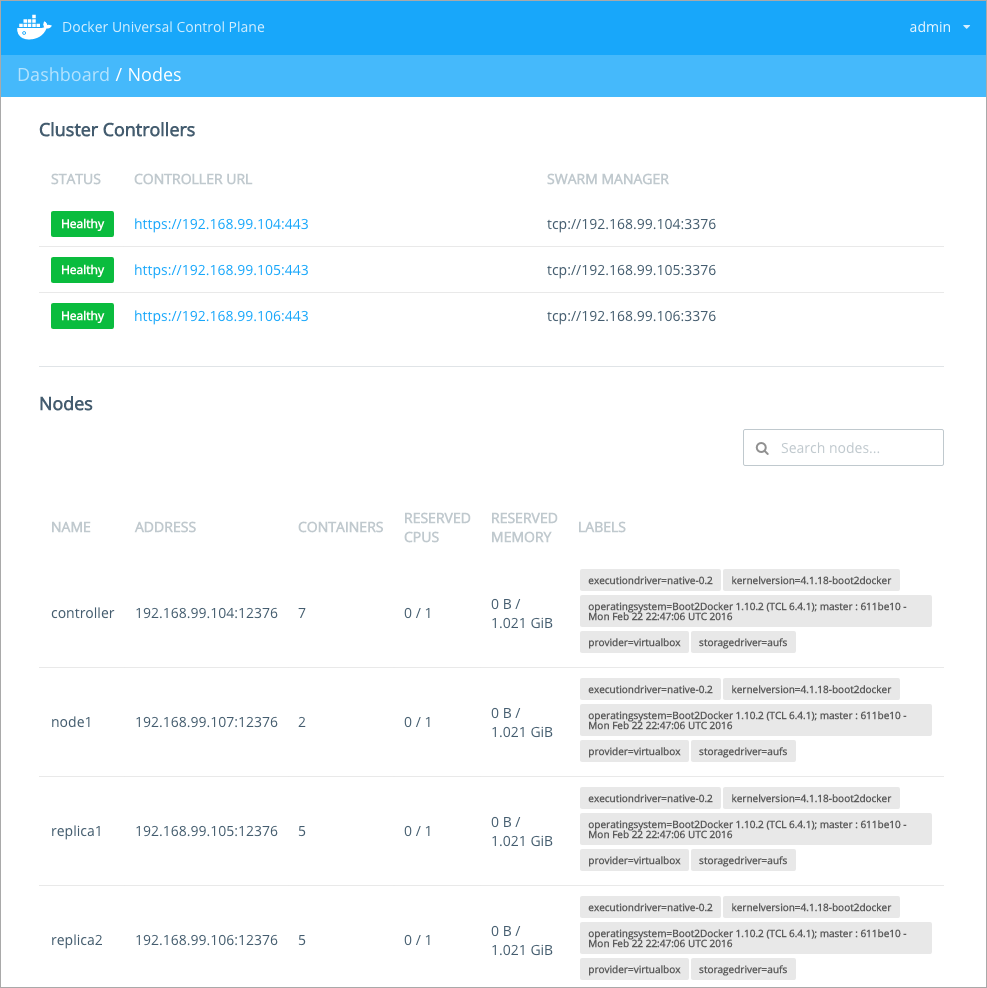 Docker Universal Control Plane
admin
Dashboard / Nodes
Cluster Controllers
STATUS CONTROLLER URL SWARM MANAGER
Healthy https://192.168.99.104:443 tcp://192.168.99.104:3376
Healthy https://192.168.99.105:443 tcp://192.168.99.105:3376
Healthy https://192.168.99.106:443 tcp://192.168.99.106:3376
Nodes
Search nodes...
NAME ADDRESS CONTAINERS RESERVED CPUS RESERVED MEMORY LABELS
controller 192.168.99.104:12376 7 0 / 1 0 B / 1.021 GiB
executiondriver=native-0.2 kernelversion=4.1.18-boot2docker
operatingsystem=Boot2Docker 1.10.2 (TCL 6.4.1); master : 611be10 -
Mon Feb 22 22:47:06 UTC 2016
provider=virtualbox storagedriver=aufs
node1 192.168.99.107:12376 2 0 / 1 0 B / 1.021 GiB
executiondriver=native-0.2 kernelversion=4.1.18-boot2docker
operatingsystem=Boot2Docker 1.10.2 (TCL 6.4.1); master : 611be10 -
Mon Feb 22 22:47:06 UTC 2016
provider=virtualbox storagedriver=aufs
replica1 192.168.99.105:12376 5 0 / 1 0 B / 1.021 GiB
executiondriver=native-0.2 kernelversion=4.1.18-boot2docker
operatingsystem=Boot2Docker 1.10.2 (TCL 6.4.1); master : 611be10 -
Mon Feb 22 22:47:06 UTC 2016
provider=virtualbox storagedriver=aufs
replica2 192.168.99.106:12376 5 0 / 1 0 B / 1.021 GiB
executiondriver=native-0.2 kernelversion=4.1.18-boot2docker
operatingsystem=Boot2Docker 1.10.2 (TCL 6.4.1); master : 611be10 -
Mon Feb 22 22:47:06 UTC 2016
provider=virtualbox storagedriver=aufs